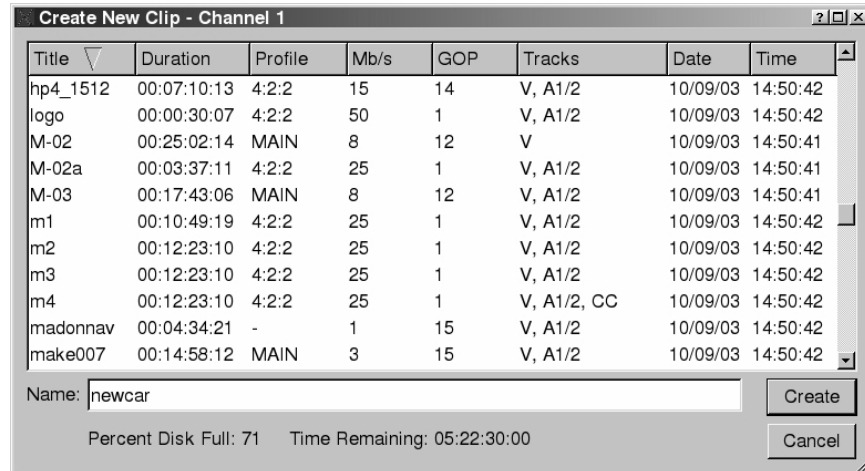 Create New Clip - Channel 1
Title Duration Profile Mb/s GOP Tracks Date Time
hp4_1512 00:07:10:13 4:2:2 15 14 V, A1/2 10/09/03 14:50:42
logo 00:00:30:07 4:2:2 50 1 V, A1/2 10/09/03 14:50:42
M-02 00:25:02:14 MAIN 8 12 V 10/09/03 14:50:41
M-02a 00:03:37:11 4:2:2 25 1 V, A1/2 10/09/03 14:50:41
M-03 00:17:43:06 MAIN 8 12 V, A1/2 10/09/03 14:50:41
m1 00:10:49:19 4:2:2 25 1 V, A1/2 10/09/03 14:50:42
m2 00:12:23:10 4:2:2 25 1 V, A1/2 10/09/03 14:50:42
m3 00:12:23:10 4:2:2 25 1 V, A1/2 10/09/03 14:50:42
m4 00:12:23:10 4:2:2 25 1 V, A1/2, CC 10/09/03 14:50:42
madonnav 00:04:34:21 - 1 15 V, A1/2 10/09/03 14:50:42
make007 00:14:58:12 MAIN 3 15 V, A1/2 10/09/03 14:50:42
Name: newcar Create
Percent Disk Full: 71 Time Remaining: 05:22:30:00 Cancel